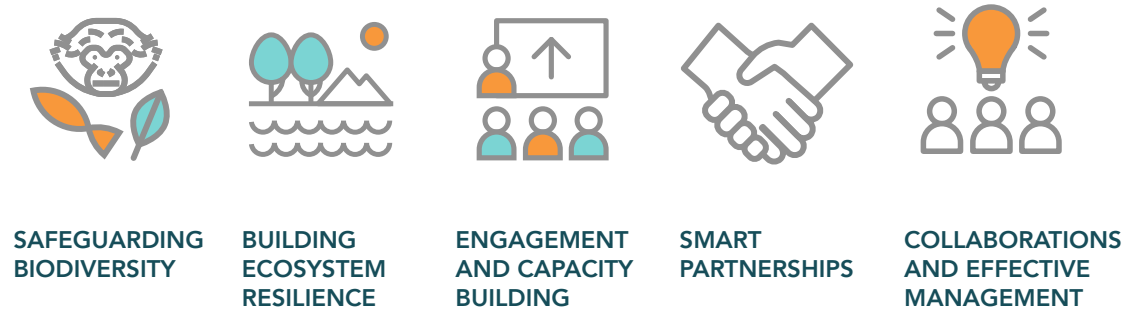 SAFEGUARDING
BIODIVERSITY
BUILDING
ECOSYSTEM
RESILIENCE
ENGAGEMENT
AND CAPACITY
BUILDING
SMART
PARTNERSHIPS
COLLABORATIONS
AND EFFECTIVE
MANAGEMENT